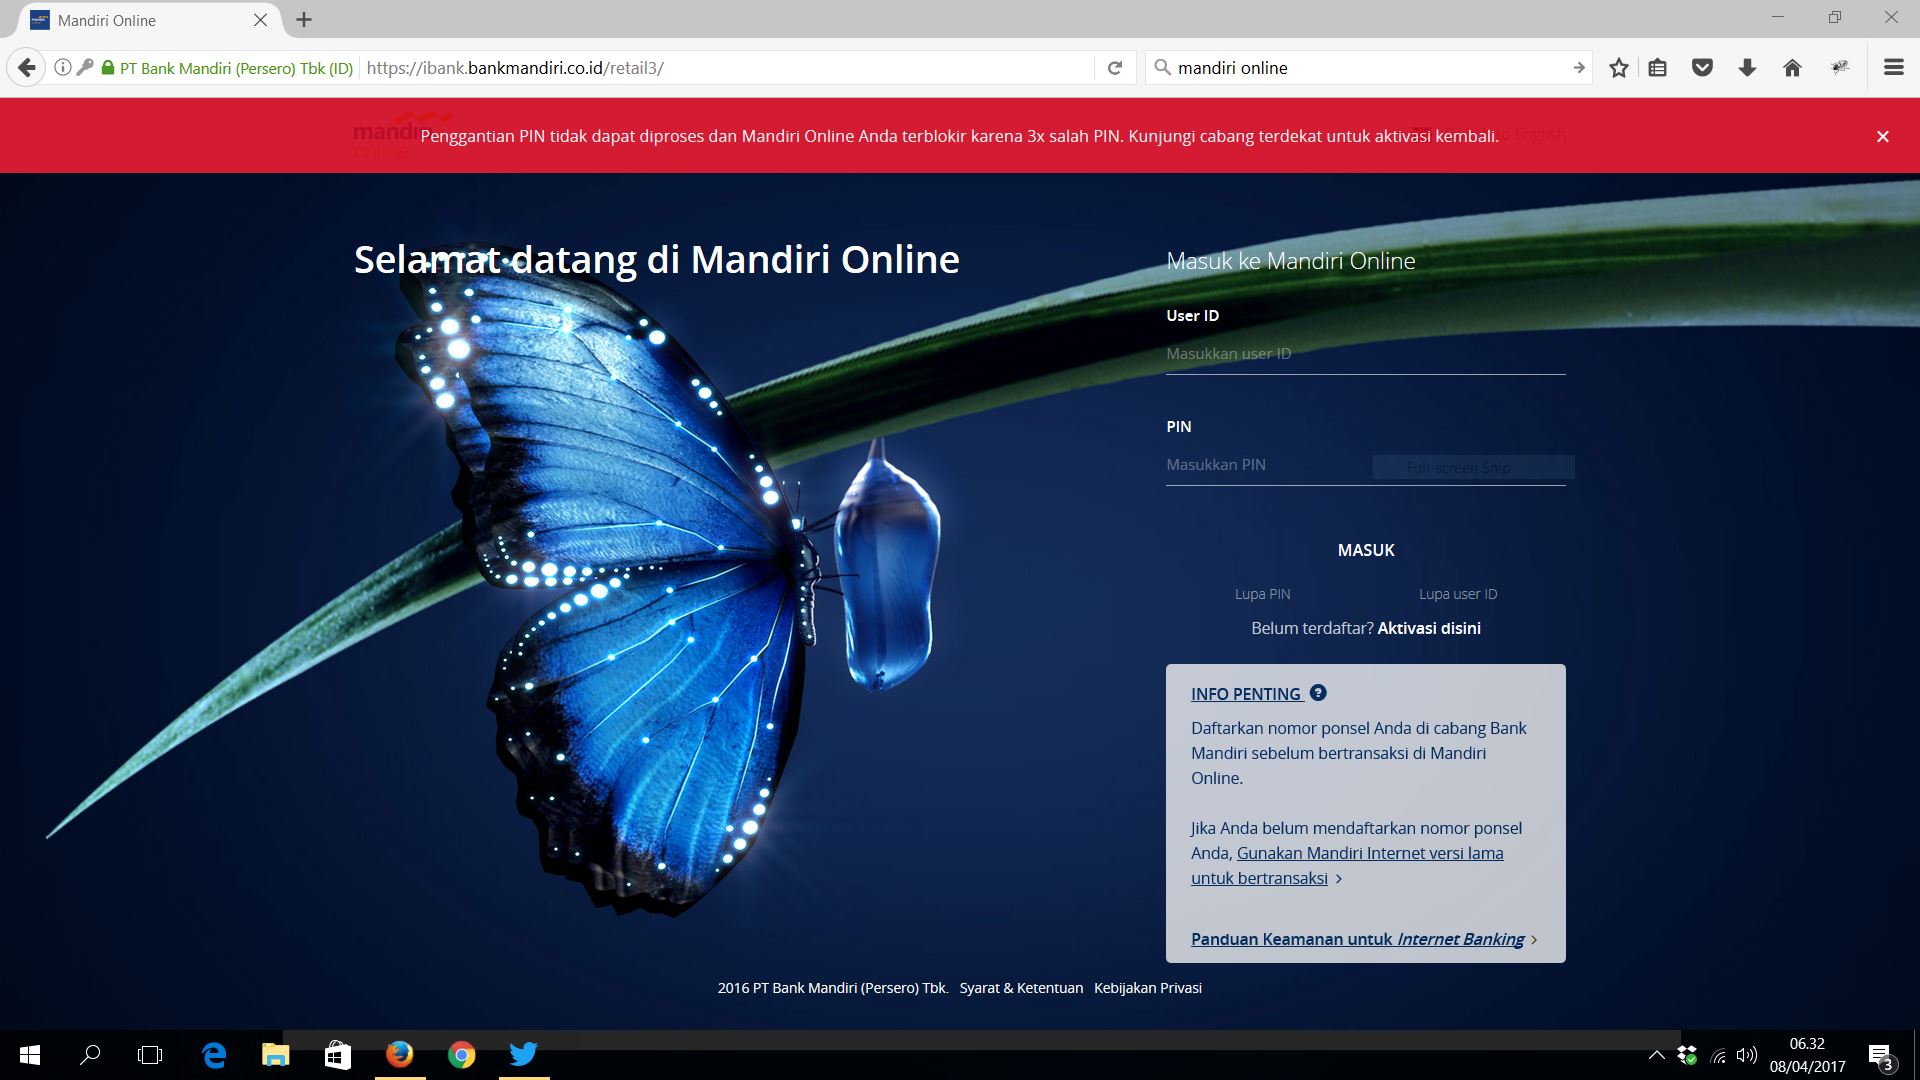 Mandiri Online
PT Bank Mandiri (Persero) Tbk (ID)
https://ibank.bankmandiri.co.id/retail3/
mandiri online
mandiri
online
Penggantian PIN tidak dapat diproses dan Mandiri Online Anda terblokir karena 3x salah PIN. Kunjungi cabang terdekat untuk aktivasi kembali.
to English
Selamat datang di Mandiri Online
Masuk ke Mandiri Online
User ID
Masukkan user ID
PIN
Masukkan PIN
Full-screen Snip
MASUK
Lupa PIN
Lupa user ID
Belum terdaftar? Aktivasi disini
INFO PENTING ?
Daftarkan nomor ponsel Anda di cabang Bank
Mandiri sebelum bertransaksi di Mandiri
Online.
Jika Anda belum mendaftarkan nomor ponsel
Anda, Gunakan Mandiri Internet versi lama
untuk bertransaksi >
Panduan Keamanan untuk Internet Banking >
2016 PT Bank Mandiri (Persero) Tbk. Syarat & Ketentuan Kebijakan Privasi
06.32
08/04/2017
3